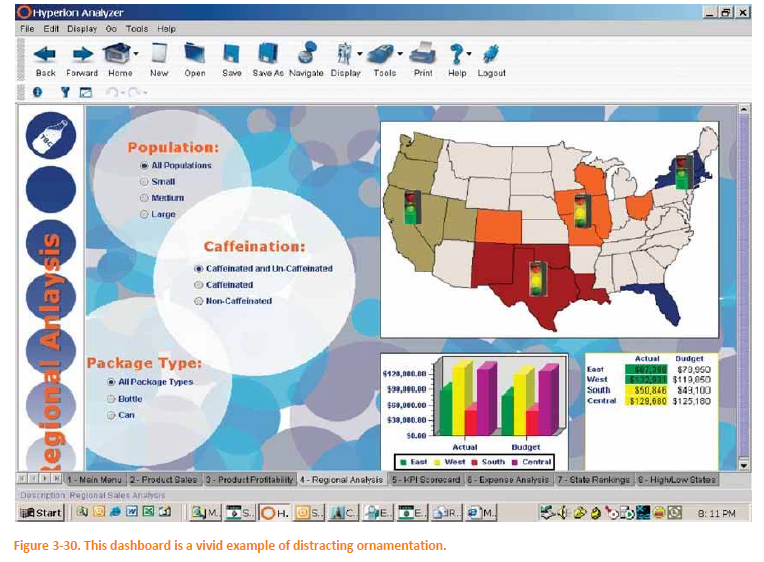 Hyperion Analyzer
File Edit Display Go Tools Help
Back Forward Home New Open Save Save As Navigate Display Tools Print Help Logout
TBC
Regional Anlaysis
Population:
All Populations
Small
Medium
Large
Caffeination:
Caffeinated and Un-Caffeinated
Caffeinated
Non-Caffeinated
Package Type:
All Package Types
Bottle
Can
$120,000.00
$90,000.00
$60,000.00
$30,000.00
$0.00
Actual Budget
East West South Central
Actual Budget
East $73,950
West $119,850
South $50,846 $49,100
Central $129,680 $125,180
1 - Main Menu 2 - Product Sales 3 - Product Profitability 4 - Regional Analysis 5 - KPI Scorecard 6 - Expense Analysis 7 - State Rankings 8 - High/Low States
Description: Regional Sales Analysis
Start M. S.. H. S.. C. E.. E.. R.. M.. 8:11 PM
Figure 3-30. This dashboard is a vivid example of distracting ornamentation.